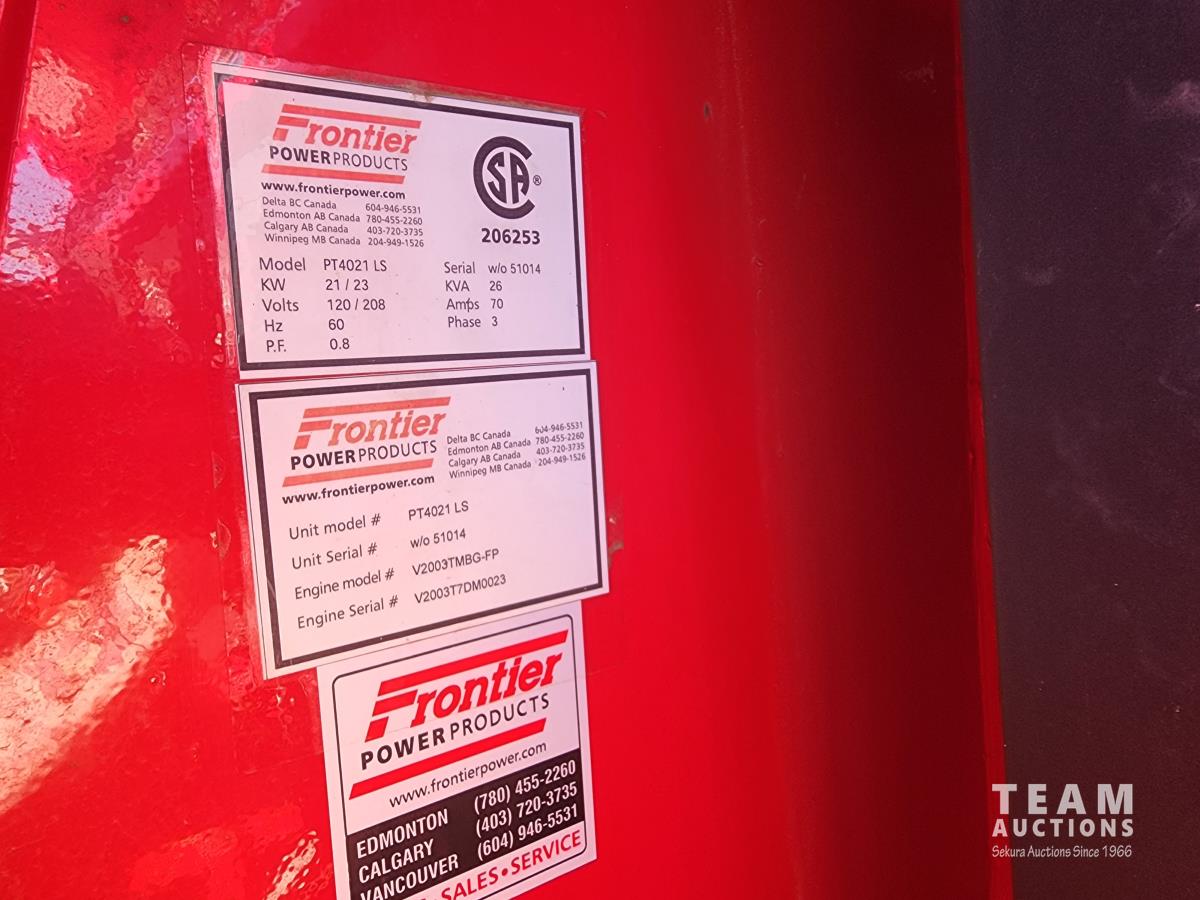 Frontier
POWER PRODUCTS
www.frontierpower.com
Delta BC Canada 604-946-5531
Edmonton AB Canada 780-455-2260
Calgary AB Canada 403-720-3735
Winnipeg MB Canada 204-949-1526
SA ®
206253
Model PT4021 LS Serial w/o 51014
KW 21 / 23 KVA 26
Volts 120 / 208 Amps 70
Hz 60 Phase 3
P.F. 0.8
Frontier
POWER PRODUCTS
www.frontierpower.com
Delta BC Canada 604-946-5531
Edmonton AB Canada 780-455-2260
Calgary AB Canada 403-720-3735
Winnipeg MB Canada 204-949-1526
Unit model # PT4021 LS
Unit Serial # w/o 51014
Engine model # V2003TMBG-FP
Engine Serial # V2003T7DM0023
Frontier
POWER PRODUCTS
www.frontierpower.com
EDMONTON (780) 455-2260
CALGARY (403) 720-3735
VANCOUVER (604) 946-5531
• SALES • SERVICE
TEAM
AUCTIONS
Sekura Auctions Since 1966